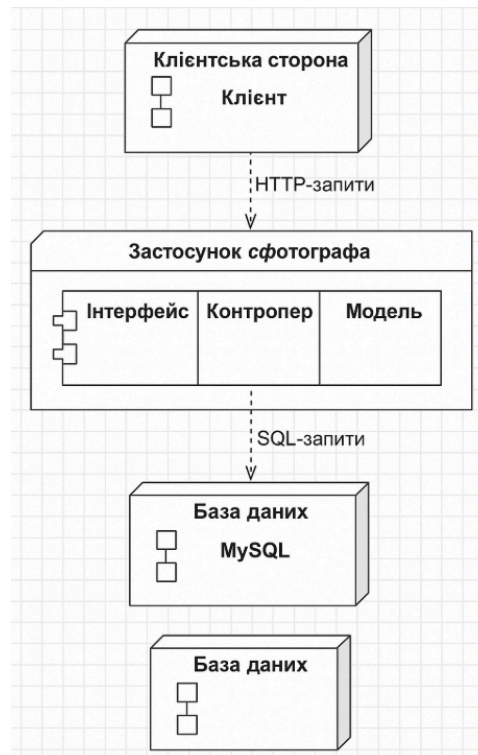 Клієнтська сторона
Клієнт
HTTP-запити
Застосунок сфотографа
Інтерфейс Контропер Модель
SQL-запити
База даних
MySQL
База даних